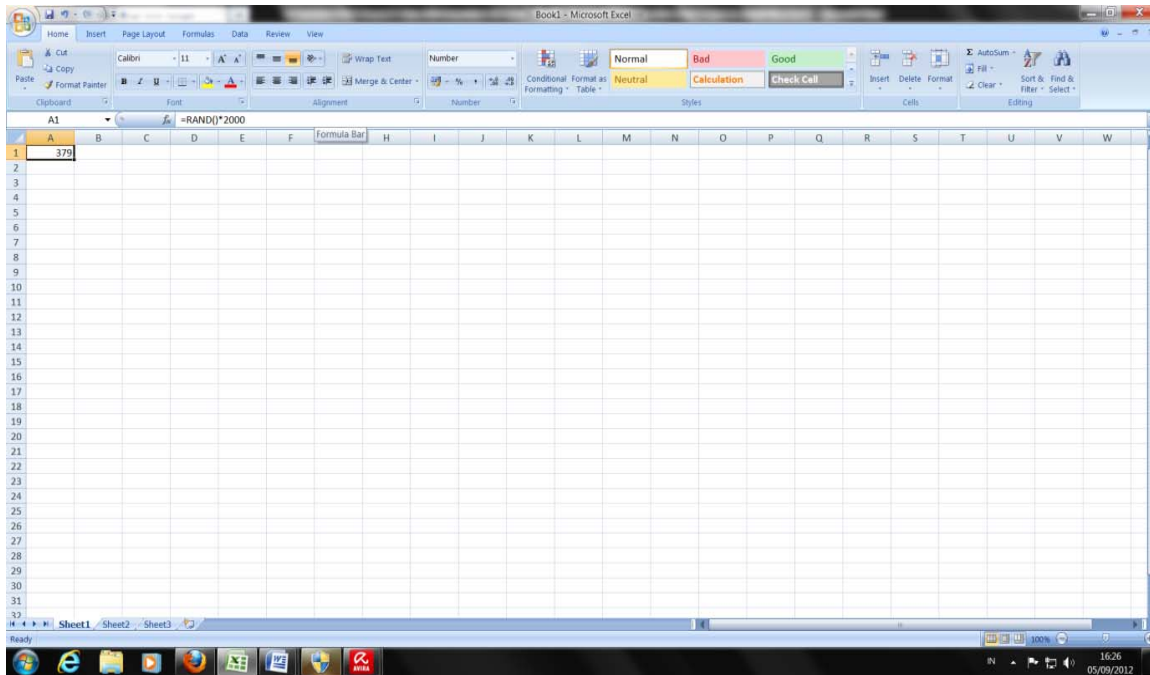 Book1 - Microsoft Excel
Home Insert Page Layout Formulas Data Review View
Paste
Cut
Copy
Format Painter
Clipboard
Calibri 11 A A
B I U A
Font
Wrap Text
Merge & Center
Alignment
Number
%
Number
Conditional Formatting
Format as Table
Normal Bad Good
Neutral Calculation Check Cell
Styles
Insert Delete Format
Cells
Σ AutoSum
Fill
Clear
Sort & Filter
Find & Select
Editing
A1 fx =RAND()*2000
Formula Bar
A B C D E F H I J K L M N O P Q R S T U V W
1 379
2
3
4
5
6
7
8
9
10
11
12
13
14
15
16
17
18
19
20
21
22
23
24
25
26
27
28
29
30
31
32
Sheet1 Sheet2 Sheet3
Ready 100%
AVIRA
IN 16:26
05/09/2012